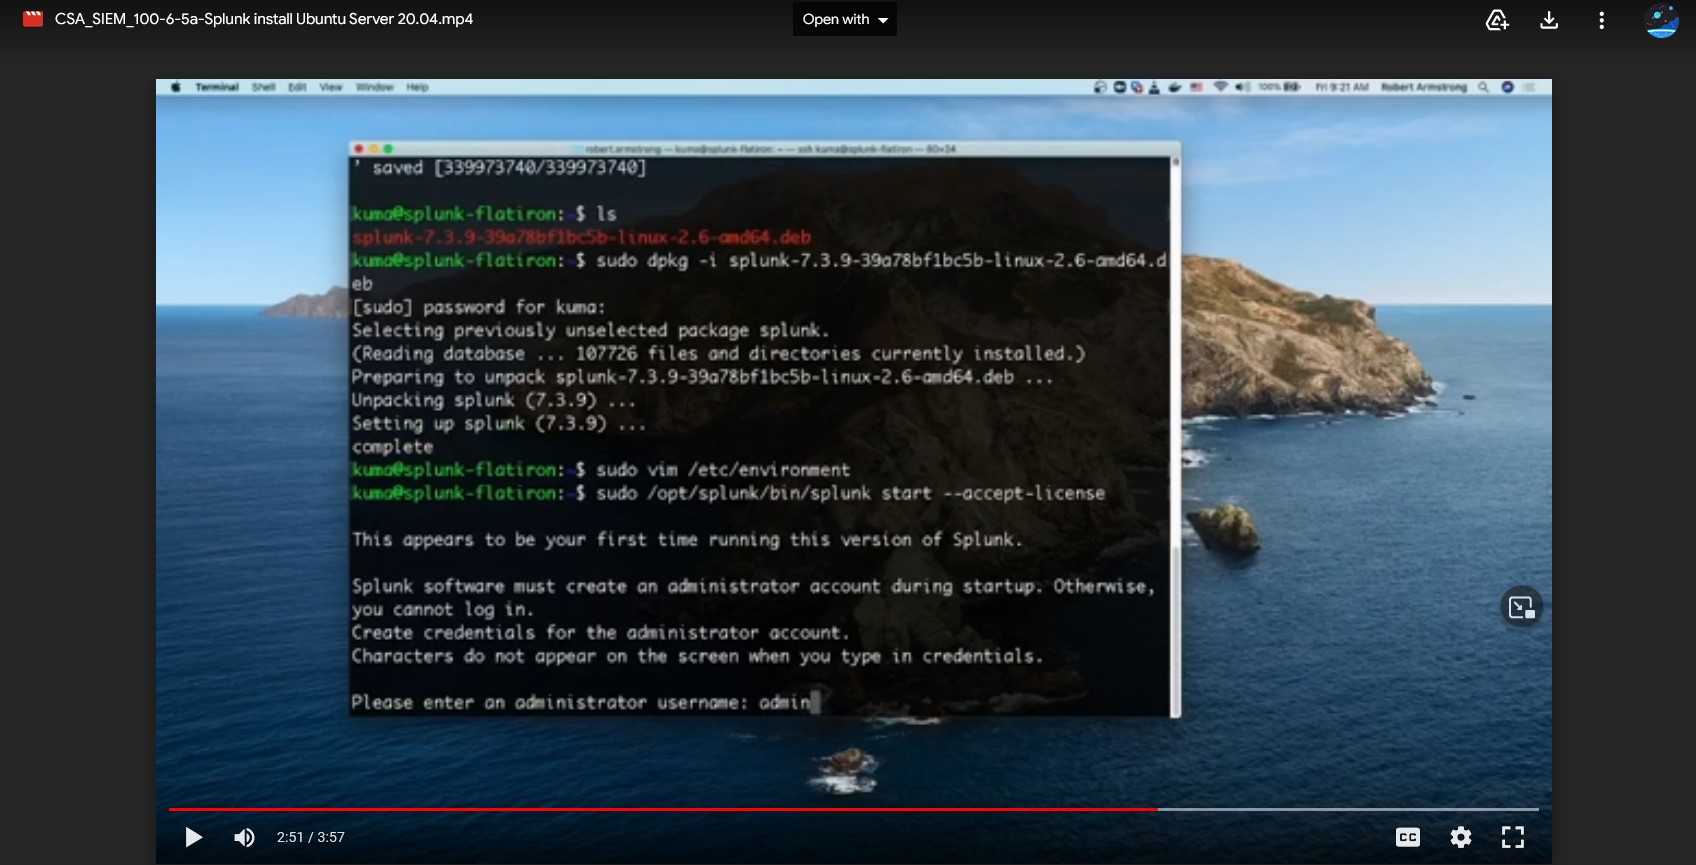 CSA_SIEM_100-6-5a-Splunk install Ubuntu Server 20.04.mp4
Open with
Terminal Shell Edit View Window Help
100% Fri 9:21 AM Robert Armstrong
robert.armstrong — kuma@splunk-flatiron: ~ — ssh kuma@splunk-flatiron — 80×24
' saved [339973740/339973740]
kuma@splunk-flatiron:~$ ls
splunk-7.3.9-39a78bf1bc5b-linux-2.6-amd64.deb
kuma@splunk-flatiron:~$ sudo dpkg -i splunk-7.3.9-39a78bf1bc5b-linux-2.6-amd64.d
eb
[sudo] password for kuma:
Selecting previously unselected package splunk.
(Reading database ... 107726 files and directories currently installed.)
Preparing to unpack splunk-7.3.9-39a78bf1bc5b-linux-2.6-amd64.deb ...
Unpacking splunk (7.3.9) ...
Setting up splunk (7.3.9) ...
complete
kuma@splunk-flatiron:~$ sudo vim /etc/environment
kuma@splunk-flatiron:~$ sudo /opt/splunk/bin/splunk start --accept-license
This appears to be your first time running this version of Splunk.
Splunk software must create an administrator account during startup. Otherwise,
you cannot log in.
Create credentials for the administrator account.
Characters do not appear on the screen when you type in credentials.
Please enter an administrator username: admin
2:51 / 3:57
CC